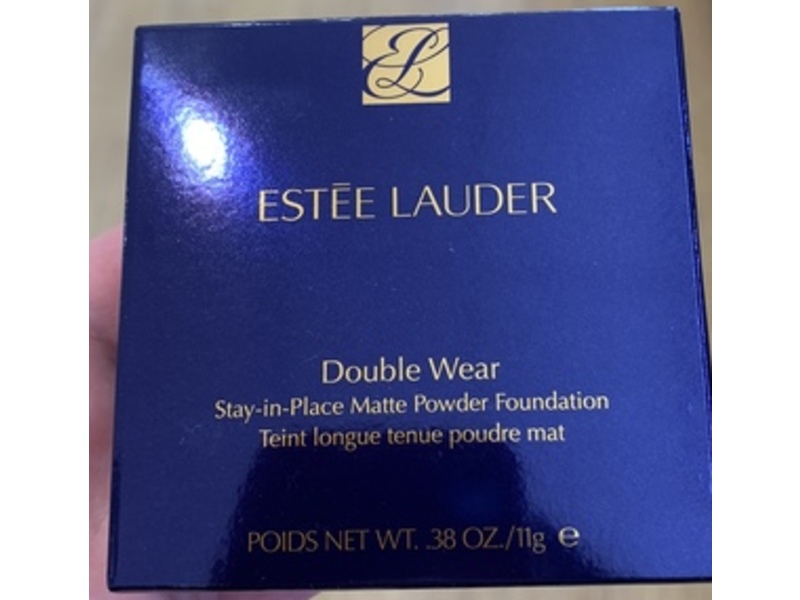 EL
ESTĒE LAUDER
Double Wear
Stay-in-Place Matte Powder Foundation
Teint longue tenue poudre mat
POIDS NET WT. .38 OZ./11g ℮